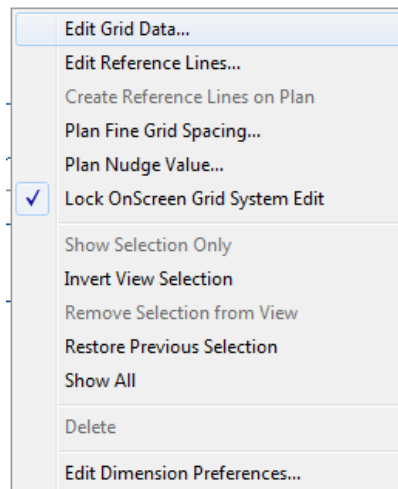 Edit Grid Data...
Edit Reference Lines...
Create Reference Lines on Plan
Plan Fine Grid Spacing...
Plan Nudge Value...
Lock OnScreen Grid System Edit
Show Selection Only
Invert View Selection
Remove Selection from View
Restore Previous Selection
Show All
Delete
Edit Dimension Preferences...